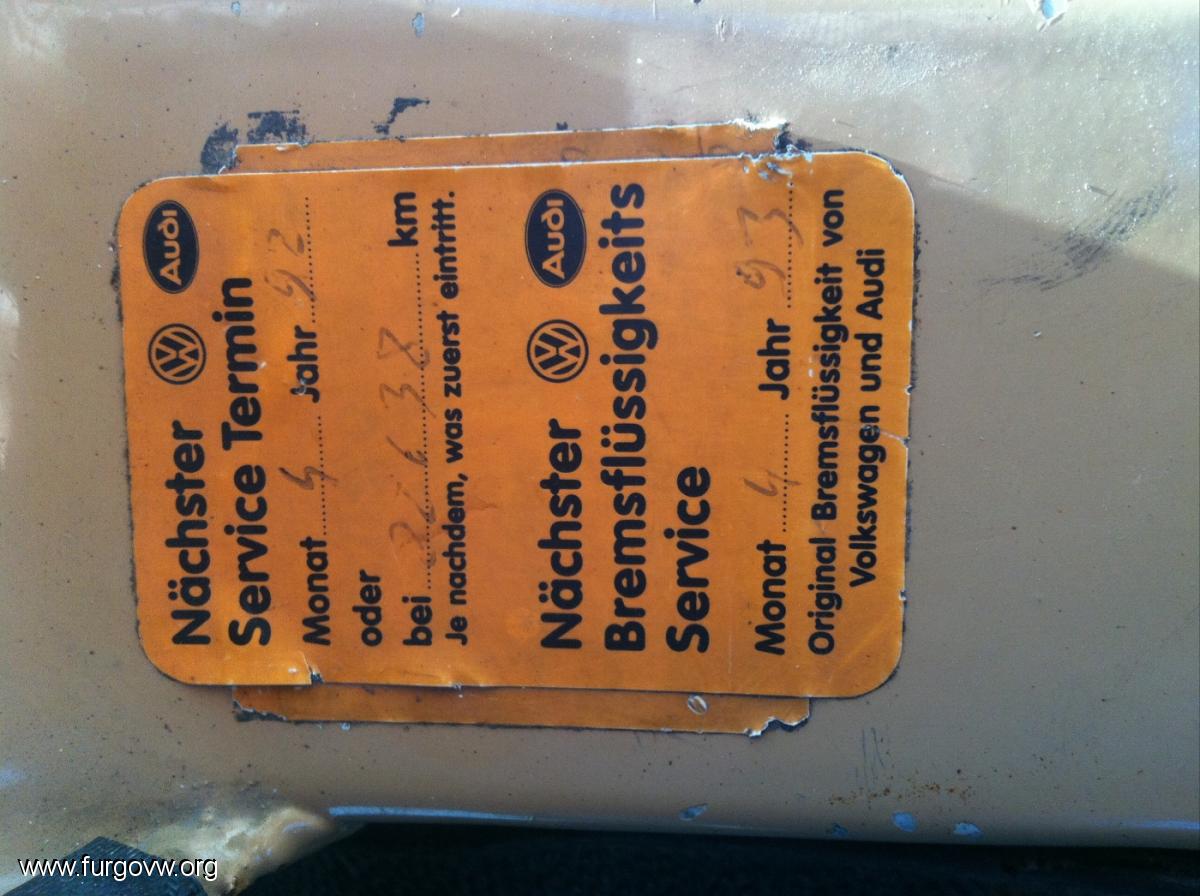 Nächster
Audi
Service Termin
Monat 4 Jahr 92
oder
bei km
Je nachdem, was zuerst eintritt.
Nächster
Audi
Bremsflüssigkeits
Service
Monat 4 Jahr 93
Original Bremsflüssigkeit von
Volkswagen und Audi
www.furgovw.org